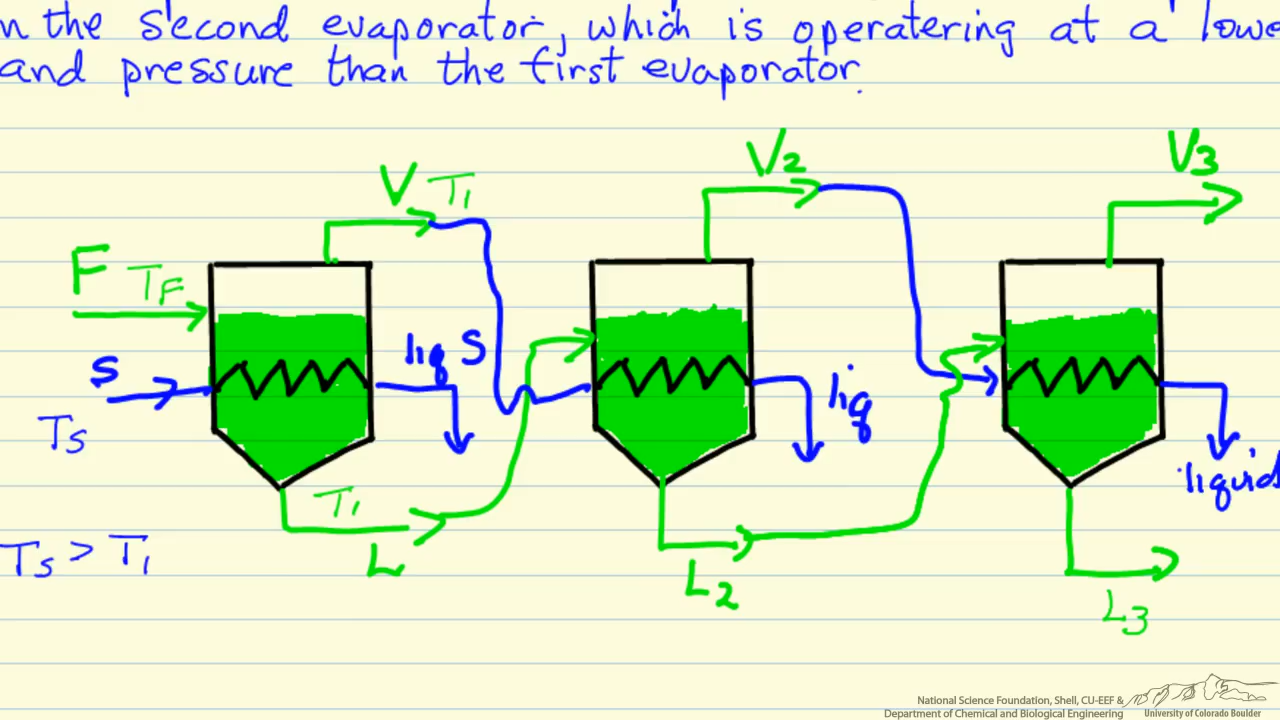 n the second evaporator, which is operatering at a lowe
and pressure than the first evaporator.
V T1
V2
V3
F TF
S
liq S
Ts
liq
liquid
T1
L
Ts > T1
L2
L3
National Science Foundation, Shell, CU-EEF &
Department of Chemical and Biological Engineering
University of Colorado Boulder